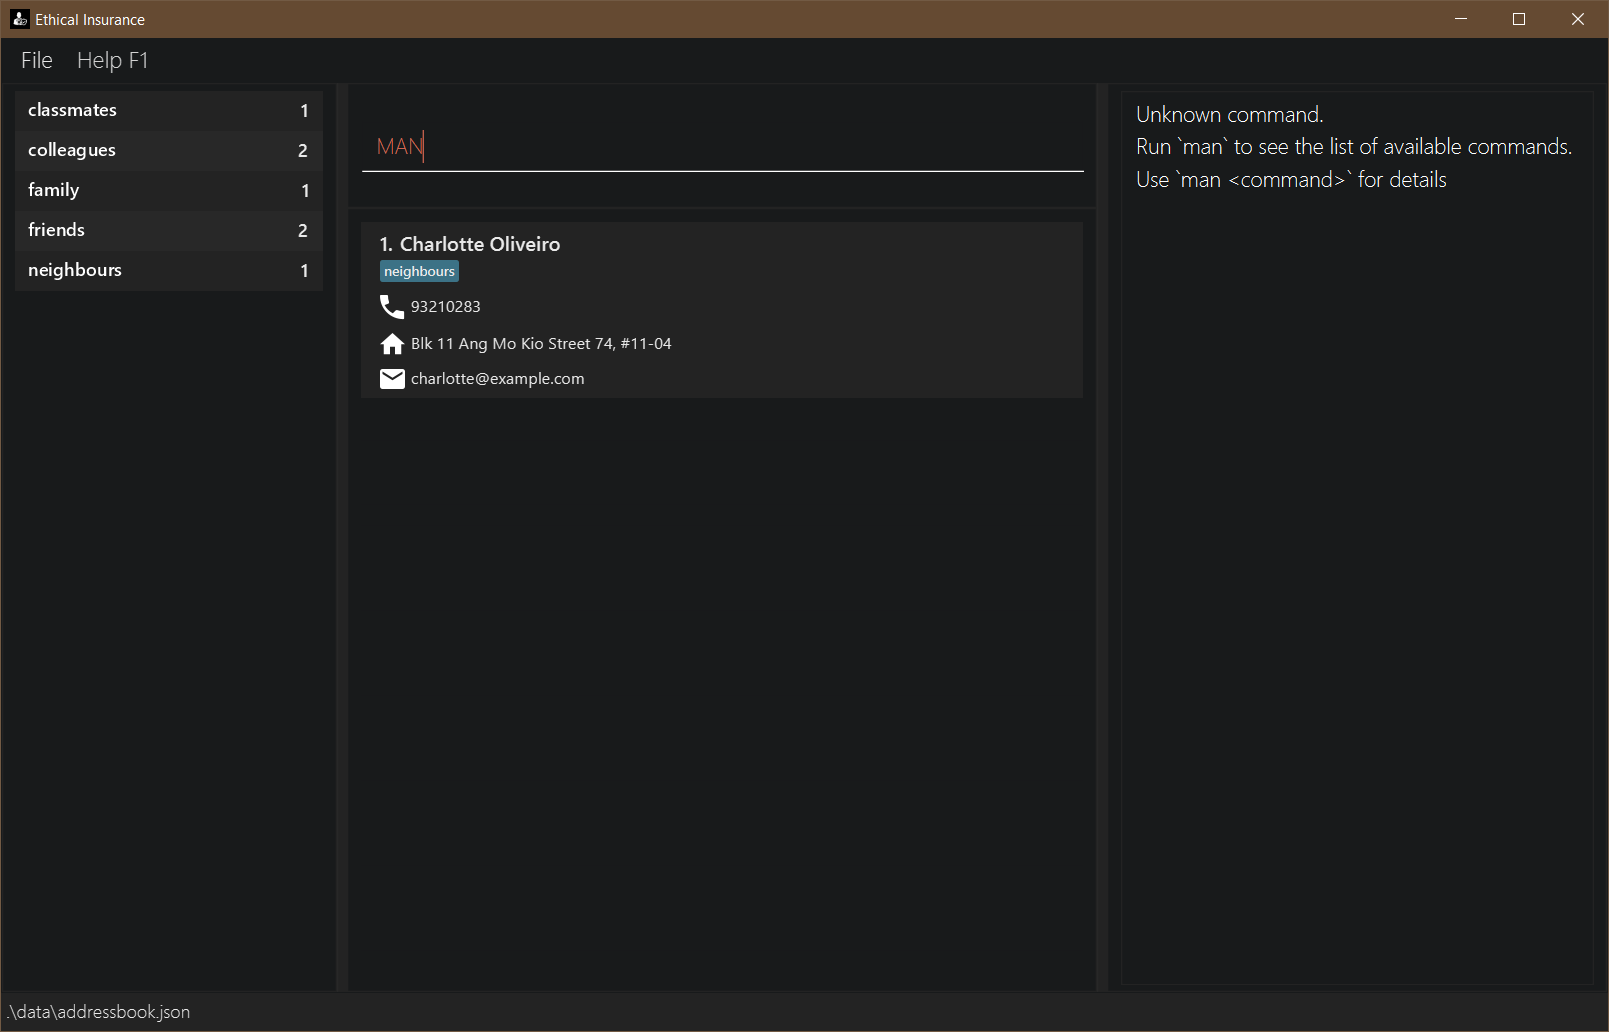 Ethical Insurance
File Help F1
classmates 1
colleagues 2
family 1
friends 2
neighbours 1
MAN
1. Charlotte Oliveiro
neighbours
93210283
Blk 11 Ang Mo Kio Street 74, #11-04
charlotte@example.com
Unknown command.
Run `man` to see the list of available commands.
Use `man <command>` for details
.\data\addressbook.json